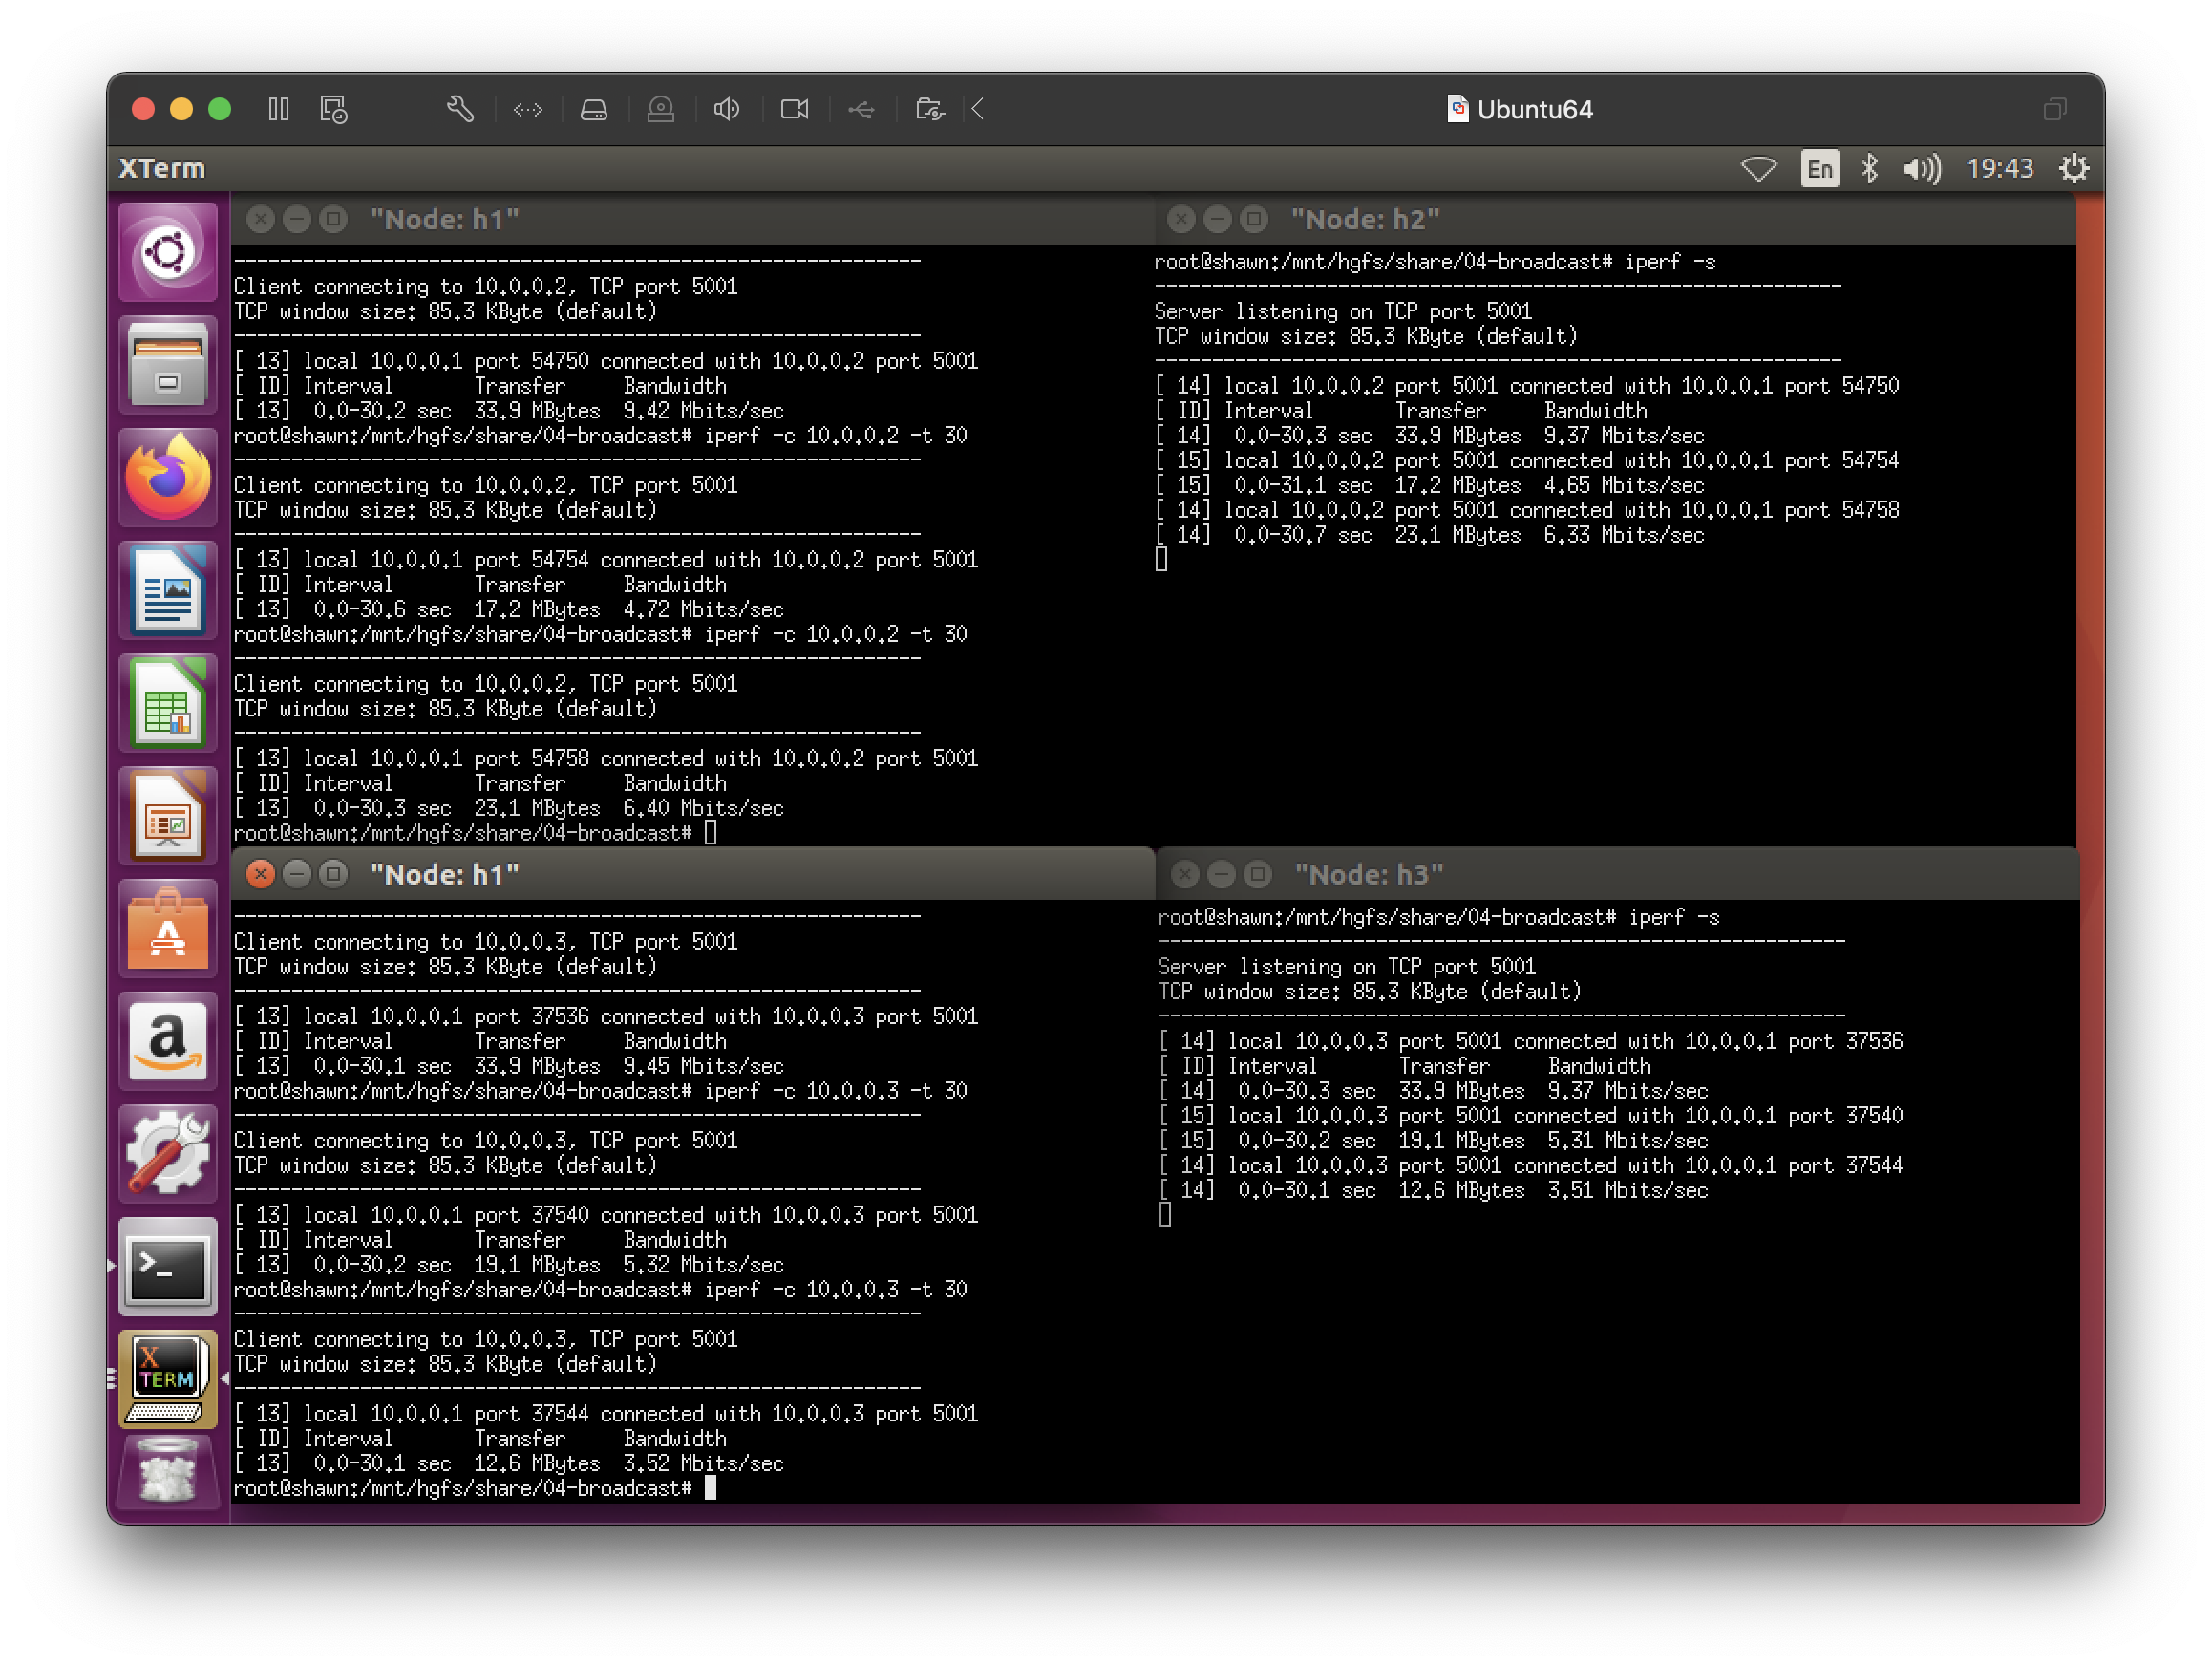 Ubuntu64
XTerm
En
19:43
"Node: h1"
------------------------------------------------------------
Client connecting to 10.0.0.2, TCP port 5001
TCP window size: 85.3 KByte (default)
------------------------------------------------------------
[ 13] local 10.0.0.1 port 54750 connected with 10.0.0.2 port 5001
[ ID] Interval       Transfer     Bandwidth
[ 13]  0.0-30.2 sec  33.9 MBytes  9.42 Mbits/sec
root@shawn:/mnt/hgfs/share/04-broadcast# iperf -c 10.0.0.2 -t 30
------------------------------------------------------------
Client connecting to 10.0.0.2, TCP port 5001
TCP window size: 85.3 KByte (default)
------------------------------------------------------------
[ 13] local 10.0.0.1 port 54754 connected with 10.0.0.2 port 5001
[ ID] Interval       Transfer     Bandwidth
[ 13]  0.0-30.6 sec  17.2 MBytes  4.72 Mbits/sec
root@shawn:/mnt/hgfs/share/04-broadcast# iperf -c 10.0.0.2 -t 30
------------------------------------------------------------
Client connecting to 10.0.0.2, TCP port 5001
TCP window size: 85.3 KByte (default)
------------------------------------------------------------
[ 13] local 10.0.0.1 port 54758 connected with 10.0.0.2 port 5001
[ ID] Interval       Transfer     Bandwidth
[ 13]  0.0-30.3 sec  23.1 MBytes  6.40 Mbits/sec
root@shawn:/mnt/hgfs/share/04-broadcast#
"Node: h2"
root@shawn:/mnt/hgfs/share/04-broadcast# iperf -s
------------------------------------------------------------
Server listening on TCP port 5001
TCP window size: 85.3 KByte (default)
------------------------------------------------------------
[ 14] local 10.0.0.2 port 5001 connected with 10.0.0.1 port 54750
[ ID] Interval       Transfer     Bandwidth
[ 14]  0.0-30.3 sec  33.9 MBytes  9.37 Mbits/sec
[ 15] local 10.0.0.2 port 5001 connected with 10.0.0.1 port 54754
[ 15]  0.0-31.1 sec  17.2 MBytes  4.65 Mbits/sec
[ 14] local 10.0.0.2 port 5001 connected with 10.0.0.1 port 54758
[ 14]  0.0-30.7 sec  23.1 MBytes  6.33 Mbits/sec
"Node: h1"
------------------------------------------------------------
Client connecting to 10.0.0.3, TCP port 5001
TCP window size: 85.3 KByte (default)
------------------------------------------------------------
[ 13] local 10.0.0.1 port 37536 connected with 10.0.0.3 port 5001
[ ID] Interval       Transfer     Bandwidth
[ 13]  0.0-30.1 sec  33.9 MBytes  9.45 Mbits/sec
root@shawn:/mnt/hgfs/share/04-broadcast# iperf -c 10.0.0.3 -t 30
------------------------------------------------------------
Client connecting to 10.0.0.3, TCP port 5001
TCP window size: 85.3 KByte (default)
------------------------------------------------------------
[ 13] local 10.0.0.1 port 37540 connected with 10.0.0.3 port 5001
[ ID] Interval       Transfer     Bandwidth
[ 13]  0.0-30.2 sec  19.1 MBytes  5.32 Mbits/sec
root@shawn:/mnt/hgfs/share/04-broadcast# iperf -c 10.0.0.3 -t 30
------------------------------------------------------------
Client connecting to 10.0.0.3, TCP port 5001
TCP window size: 85.3 KByte (default)
------------------------------------------------------------
[ 13] local 10.0.0.1 port 37544 connected with 10.0.0.3 port 5001
[ ID] Interval       Transfer     Bandwidth
[ 13]  0.0-30.1 sec  12.6 MBytes  3.52 Mbits/sec
root@shawn:/mnt/hgfs/share/04-broadcast#
"Node: h3"
root@shawn:/mnt/hgfs/share/04-broadcast# iperf -s
------------------------------------------------------------
Server listening on TCP port 5001
TCP window size: 85.3 KByte (default)
------------------------------------------------------------
[ 14] local 10.0.0.3 port 5001 connected with 10.0.0.1 port 37536
[ ID] Interval       Transfer     Bandwidth
[ 14]  0.0-30.3 sec  33.9 MBytes  9.37 Mbits/sec
[ 15] local 10.0.0.3 port 5001 connected with 10.0.0.1 port 37540
[ 15]  0.0-30.2 sec  19.1 MBytes  5.31 Mbits/sec
[ 14] local 10.0.0.3 port 5001 connected with 10.0.0.1 port 37544
[ 14]  0.0-30.1 sec  12.6 MBytes  3.51 Mbits/sec
A
a
>_
X
TERM